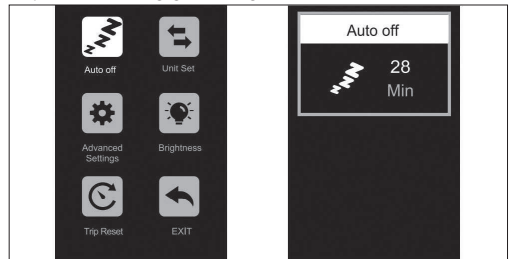 Auto off
Unit Set
Advanced
Settings
Brightness
Trip Reset
EXIT
Auto off
28
Min